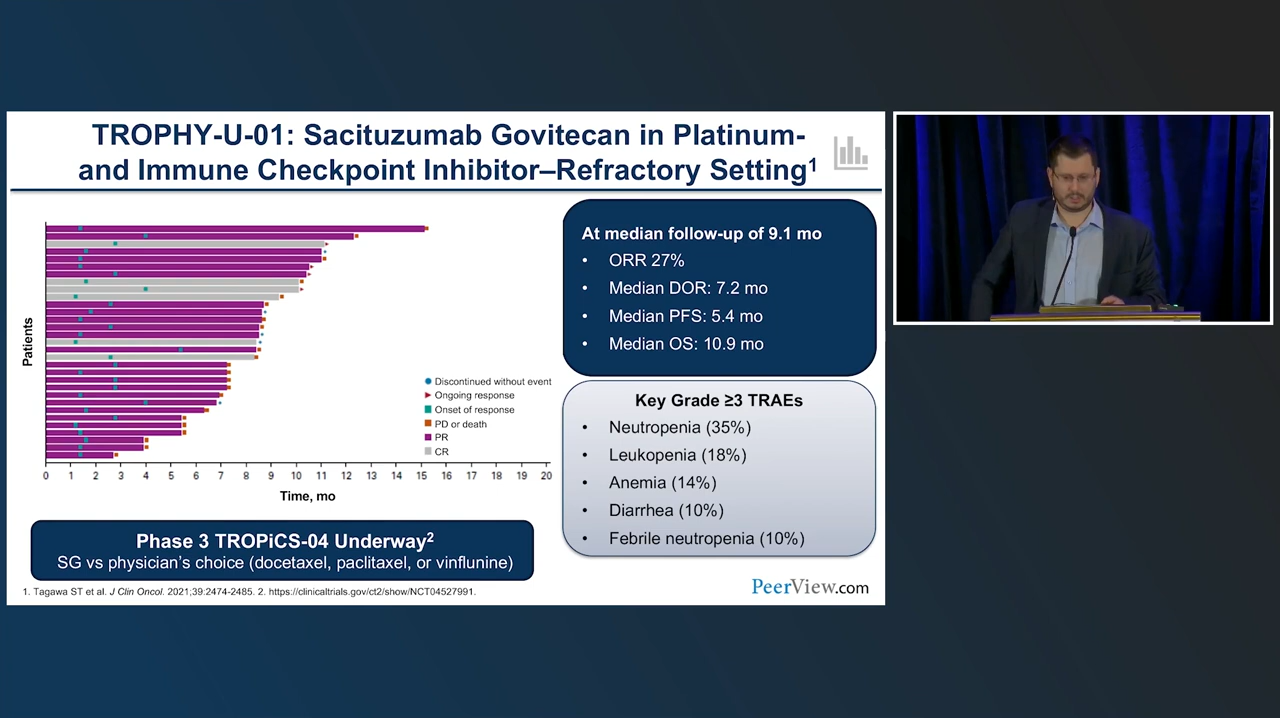 TROPHY-U-01: Sacituzumab Govitecan in Platinum-
and Immune Checkpoint Inhibitor–Refractory Setting1
Patients
Discontinued without event
Ongoing response
Onset of response
PD or death
PR
CR
0 1 2 3 4 5 6 7 8 9 10 11 12 13 14 15 16 17 18 19 20
Time, mo
At median follow-up of 9.1 mo
• ORR 27%
• Median DOR: 7.2 mo
• Median PFS: 5.4 mo
• Median OS: 10.9 mo
Key Grade ≥3 TRAEs
• Neutropenia (35%)
• Leukopenia (18%)
• Anemia (14%)
• Diarrhea (10%)
• Febrile neutropenia (10%)
Phase 3 TROPiCS-04 Underway2
SG vs physician's choice (docetaxel, paclitaxel, or vinflunine)
1. Tagawa ST et al. J Clin Oncol. 2021;39:2474-2485. 2. https://clinicaltrials.gov/ct2/show/NCT04527991.
PeerView.com